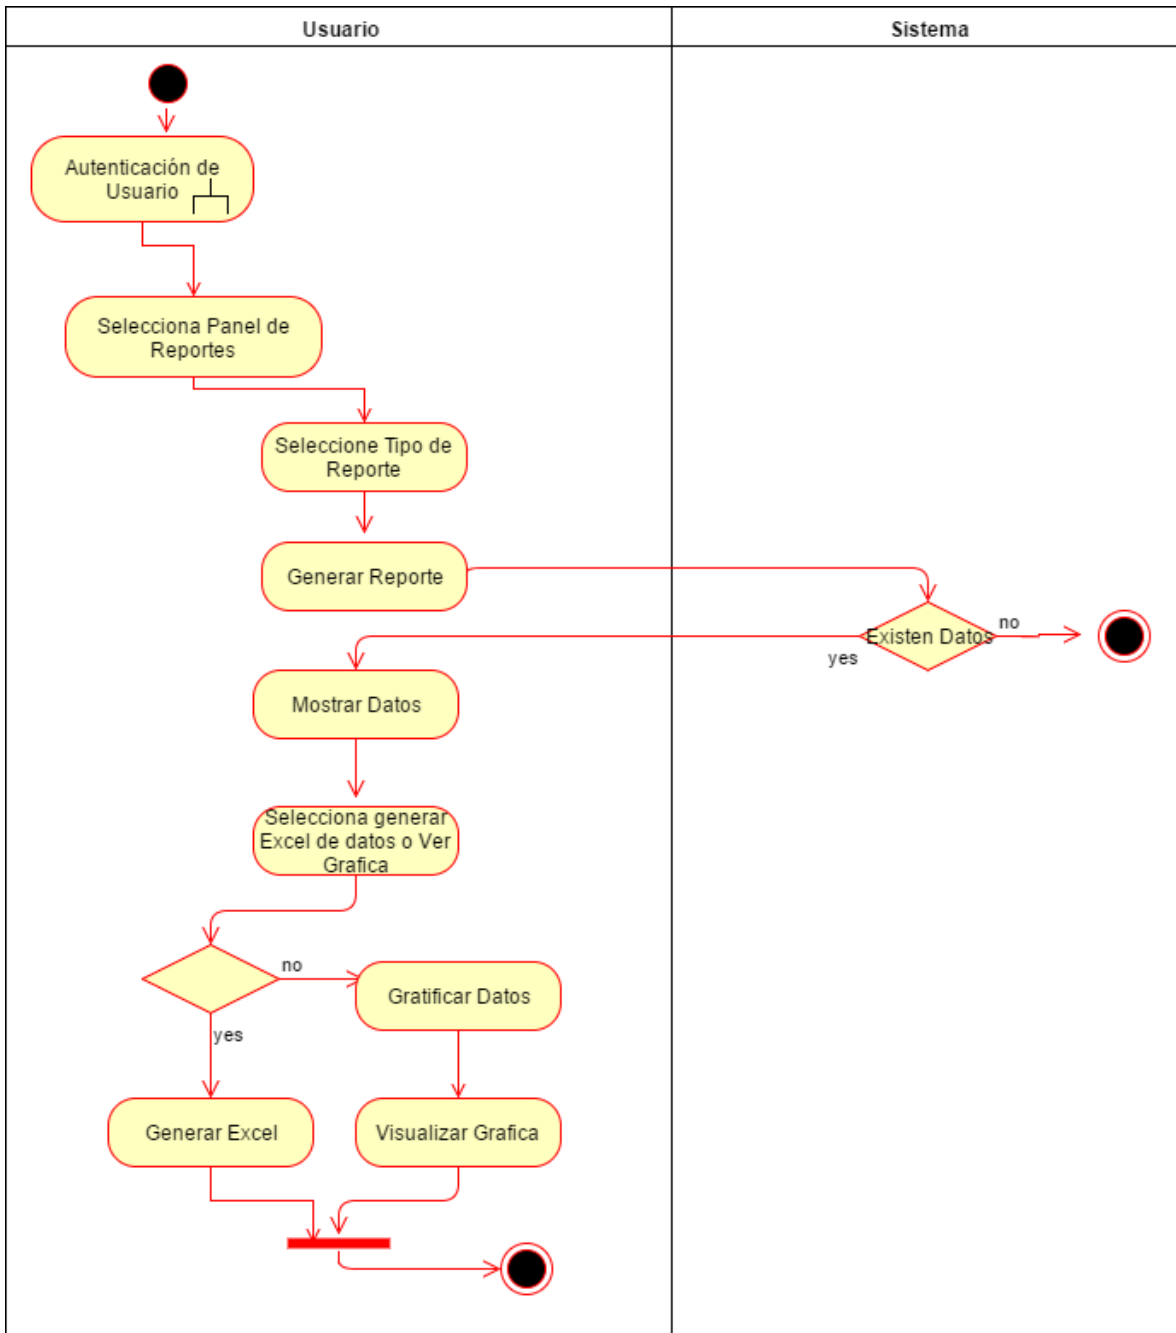 Usuario
Sistema
Autenticación de
Usuario
Selecciona Panel de
Reportes
Seleccione Tipo de
Reporte
Generar Reporte
Existen Datos
no
yes
Mostrar Datos
Selecciona generar
Excel de datos o Ver
Grafica
no
Gratificar Datos
yes
Generar Excel
Visualizar Grafica